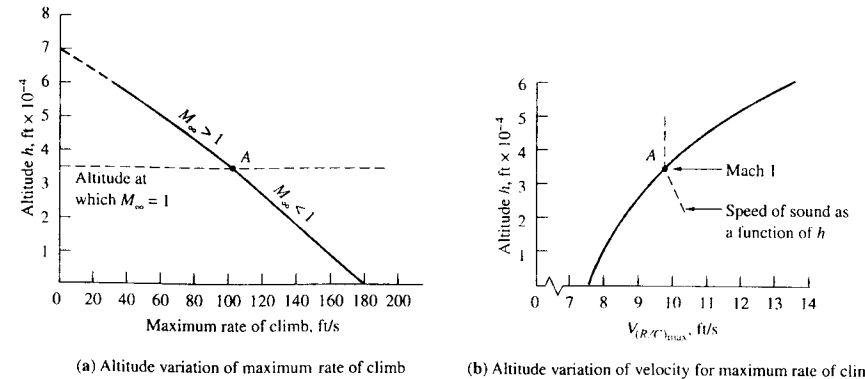 8
7
6
5
4
3
2
1
Altitude h, ft × 10⁻⁴
M∞ > 1
A
Altitude at
which M∞ = 1
M∞ < 1
0 20 40 60 80 100 120 140 160 180 200
Maximum rate of climb, ft/s
(a) Altitude variation of maximum rate of climb
6
5
4
3
2
1
Altitude h, ft × 10⁻⁴
A
Mach 1
Speed of sound as
a function of h
0 7 8 9 10 11 12 13 14
V(R/C)max, ft/s
(b) Altitude variation of velocity for maximum rate of clim